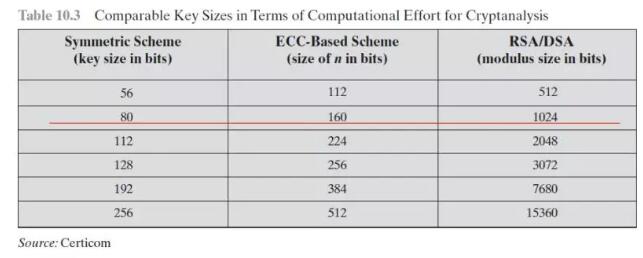 Table 10.3 Comparable Key Sizes in Terms of Computational Effort for Cryptanalysis
Symmetric Scheme (key size in bits) ECC-Based Scheme (size of n in bits) RSA/DSA (modulus size in bits)
56 112 512
80 160 1024
112 224 2048
128 256 3072
192 384 7680
256 512 15360
Source: Certicom